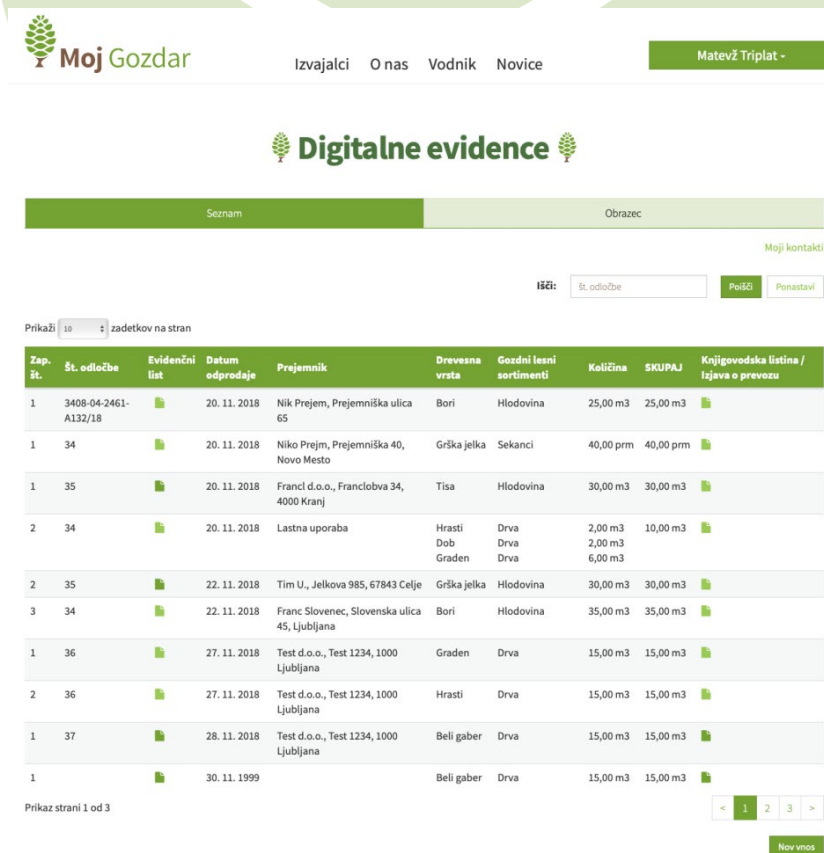 Moj Gozdar
Izvajalci O nas Vodnik Novice
Matevž Triplat
Digitalne evidence
Seznam Obrazec
Moji kontakti
Išči: št. odločbe Poišči Ponastavi
Prikaži 10 zadetkov na stran
Zap. št. Št. odločbe Evidenčni list Datum odprodaje Prejemnik Drevesna vrsta Gozdni lesni sortimenti Količina SKUPAJ Knjigovodska listina / Izjava o prevozu
1 3408-04-2461- 20. 11. 2018 Nik Prejem, Prejemniška ulica Bori Hlodovina 25,00 m3 25,00 m3
A132/18 65
1 34 20. 11. 2018 Niko Prejm, Prejemniška 40, Grška jelka Sekanci 40,00 prm 40,00 prm
Novo Mesto
1 35 20. 11. 2018 Francl d.o.o., Franclobva 34, Tisa Hlodovina 30,00 m3 30,00 m3
4000 Kranj
2 34 20. 11. 2018 Lastna uporaba Hrasti Drva 2,00 m3 10,00 m3
Dob Drva 2,00 m3
Graden Drva 6,00 m3
2 35 22. 11. 2018 Tim U., Jelkova 985, 67843 Celje Grška jelka Hlodovina 30,00 m3 30,00 m3
3 34 22. 11. 2018 Franc Slovenec, Slovenska ulica Bori Hlodovina 35,00 m3 35,00 m3
45, Ljubljana
1 36 27. 11. 2018 Test d.o.o., Test 1234, 1000 Graden Drva 15,00 m3 15,00 m3
Ljubljana
2 36 27. 11. 2018 Test d.o.o., Test 1234, 1000 Hrasti Drva 15,00 m3 15,00 m3
Ljubljana
1 37 28. 11. 2018 Test d.o.o., Test 1234, 1000 Beli gaber Drva 15,00 m3 15,00 m3
Ljubljana
1 30. 11. 1999 Beli gaber Drva 15,00 m3 15,00 m3
Prikaz strani 1 od 3 < 1 2 3 >
Nov vnos